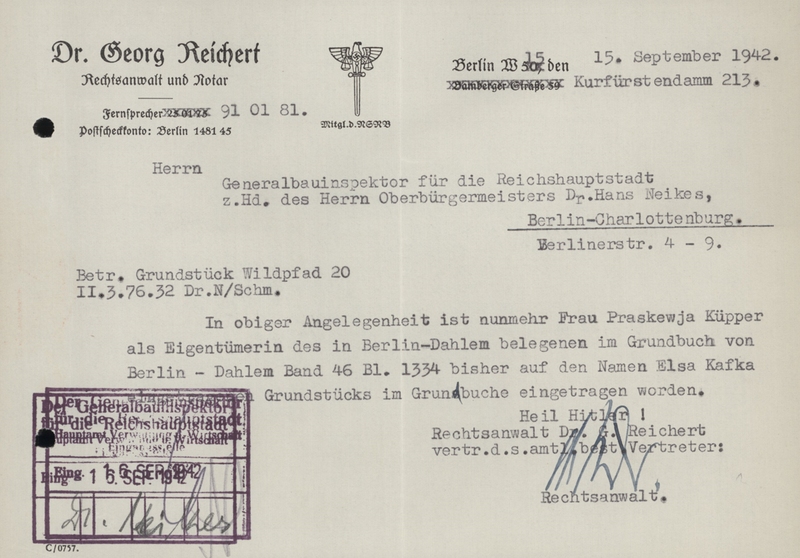 Dr. Georg Reichert
Rechtsanwalt und Notar
Fernsprecher 91 01 81.
Postscheckkonto: Berlin 1481 45
Mitgl.d.NSRB
Berlin W 15 den 15. September 1942.
Bamberger Straße 59 Kurfürstendamm 213.
Herrn
Generalbauinspektor für die Reichshauptstadt
z.Hd. des Herrn Oberbürgermeisters Dr.Hans Neikes,
Berlin-Charlottenburg.
Berlinerstr. 4 - 9.
Betr. Grundstück Wildpfad 20
II.3.76.32 Dr.N/Schm.
In obiger Angelegenheit ist nunmehr Frau Praskewja Küpper
als Eigentümerin des in Berlin-Dahlem belegenen im Grundbuch von
Berlin - Dahlem Band 46 Bl. 1334 bisher auf den Namen Elsa Kafka
Grundstücks im Grundbuche eingetragen worden.
Heil Hitler !
Rechtsanwalt Dr. G. Reichert
vertr.d.s.amtl.best.Vertreter:
Rechtsanwalt.
Der Generalbauinspektor
für die Reichshauptstadt
Hauptamt Verwaltung u. Wirtschaft
Eing. 16. SEP. 1942
Dr. Neikes
C/0757.